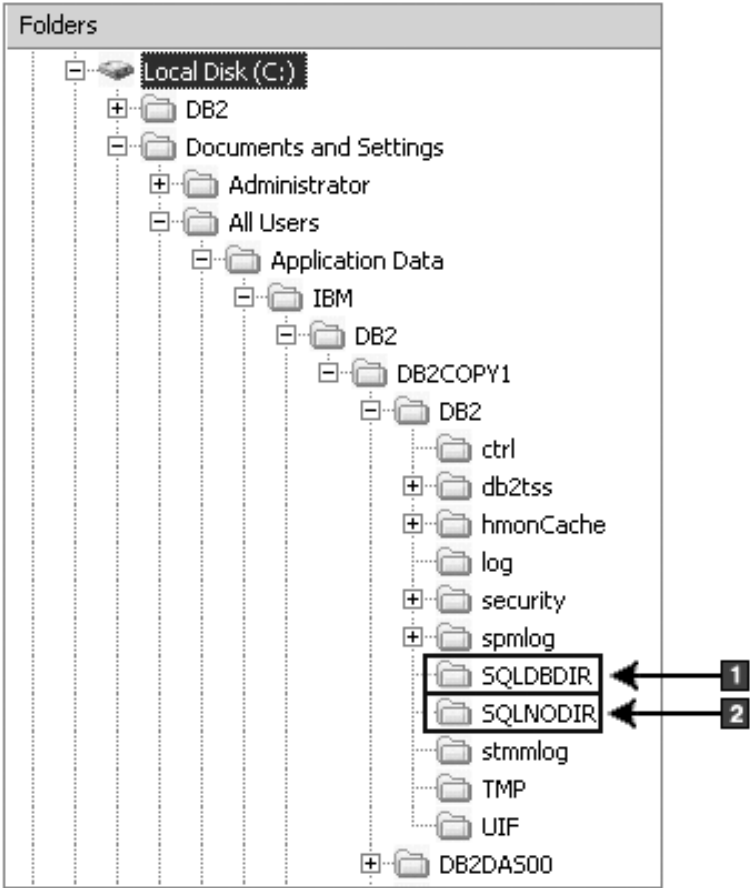 Folders
Local Disk (C:)
DB2
Documents and Settings
Administrator
All Users
Application Data
IBM
DB2
DB2COPY1
DB2
ctrl
db2tss
hmonCache
log
security
spmlog
SQLDBDIR 1
SQLNODIR 2
stmmlog
TMP
UIF
DB2DAS00